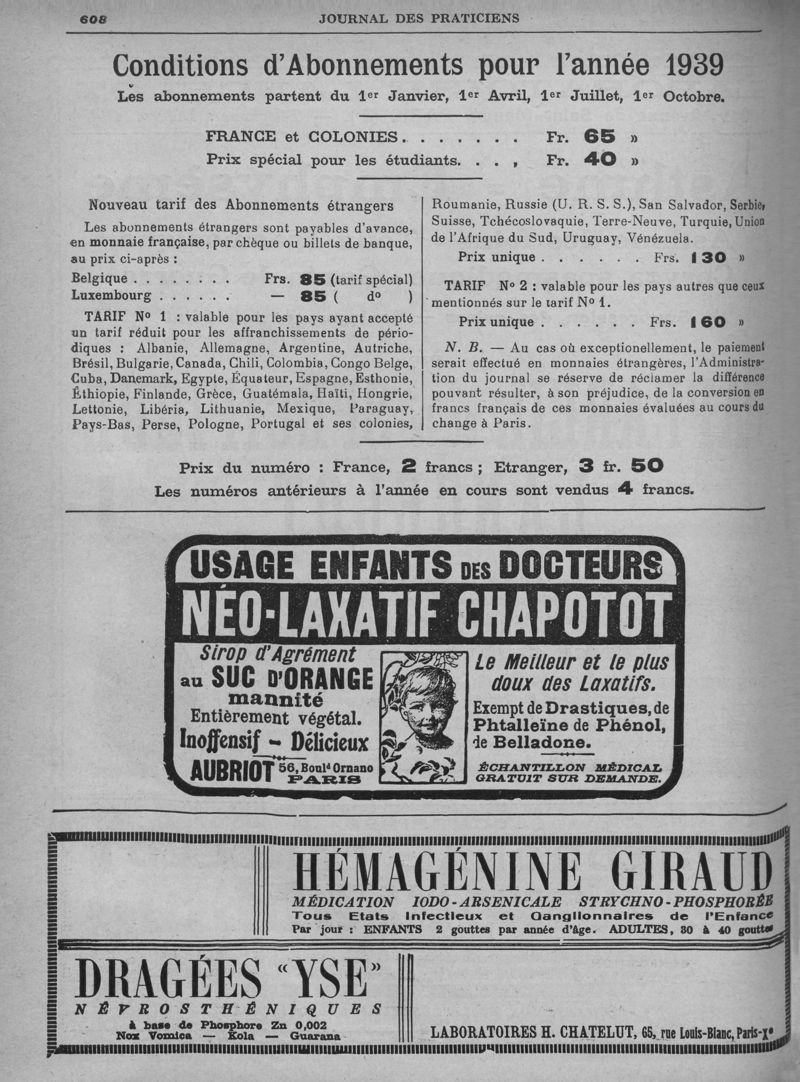 608
JOURNAL DES PRATICIENS
Conditions d'Abonnements pour l'année 1939
Les abonnements partent du 1er Janvier, 1er Avril, 1er Juillet, 1er Octobre.
FRANCE et COLONIES. . . . . . . . Fr. 65 »
Prix spécial pour les étudiants. . . , Fr. 40 »
Nouveau tarif des Abonnements étrangers
Les abonnements étrangers sont payables d'avance,
en monnaie française, par chèque ou billets de banque,
au prix ci-après :
Belgique . . . . . . . . Frs. 85 (tarif spécial)
Luxembourg . . . . . . — 85 ( do )
TARIF No 1 : valable pour les pays ayant accepté
un tarif réduit pour les affranchissements de pério-
diques : Albanie, Allemagne, Argentine, Autriche,
Brésil, Bulgarie, Canada, Chili, Colombia, Congo Belge,
Cuba, Danemark, Egypte, Équateur, Espagne, Esthonie,
Éthiopie, Finlande, Grèce, Guatémala, Haïti, Hongrie,
Lettonie, Libéria, Lithuanie, Mexique, Paraguay,
Pays-Bas, Perse, Pologne, Portugal et ses colonies,
Roumanie, Russie (U. R. S. S.), San Salvador, Serbie,
Suisse, Tchécoslovaquie, Terre-Neuve, Turquie, Union
de l'Afrique du Sud, Uruguay, Vénézuela.
Prix unique . . . . . . Frs. 130 »
TARIF No 2 : valable pour les pays autres que ceux
mentionnés sur le tarif No 1.
Prix unique . . . . . . Frs. 160 »
N. B. — Au cas où exceptionellement, le paiement
serait effectué en monnaies étrangères, l'Administra-
tion du journal se réserve de réclamer la différence
pouvant résulter, à son préjudice, de la conversion en
francs français de ces monnaies évaluées au cours du
change à Paris.
Prix du numéro : France, 2 francs ; Etranger, 3 fr. 50
Les numéros antérieurs à l'année en cours sont vendus 4 francs.
USAGE ENFANTS DES DOCTEURS
NÉO-LAXATIF CHAPOTOT
Sirop d'Agrément
au SUC D'ORANGE
mannité
Entièrement végétal.
Inoffensif - Délicieux
AUBRIOT 56, Bould Ornano
PARIS
Le Meilleur et le plus
doux des Laxatifs.
Exempt de Drastiques, de
Phtalleïne de Phénol,
de Belladone.
ÉCHANTILLON MÉDICAL
GRATUIT SUR DEMANDE.
HÉMAGÉNINE GIRAUD
MÉDICATION IODO-ARSENICALE STRYCHNO-PHOSPHORÉE
Tous Etats Infectieux et Ganglionnaires de l'Enfance
Par jour : ENFANTS 2 gouttes par année d'âge. ADULTES, 30 à 40 gouttes
DRAGÉES "YSE"
NÉVROSTHÉNIQUES
à base de Phosphore Zn 0,002
Nox Vomica — Kola — Guarana
LABORATOIRES H. CHATELUT, 65, rue Louis-Blanc, Paris-Xe